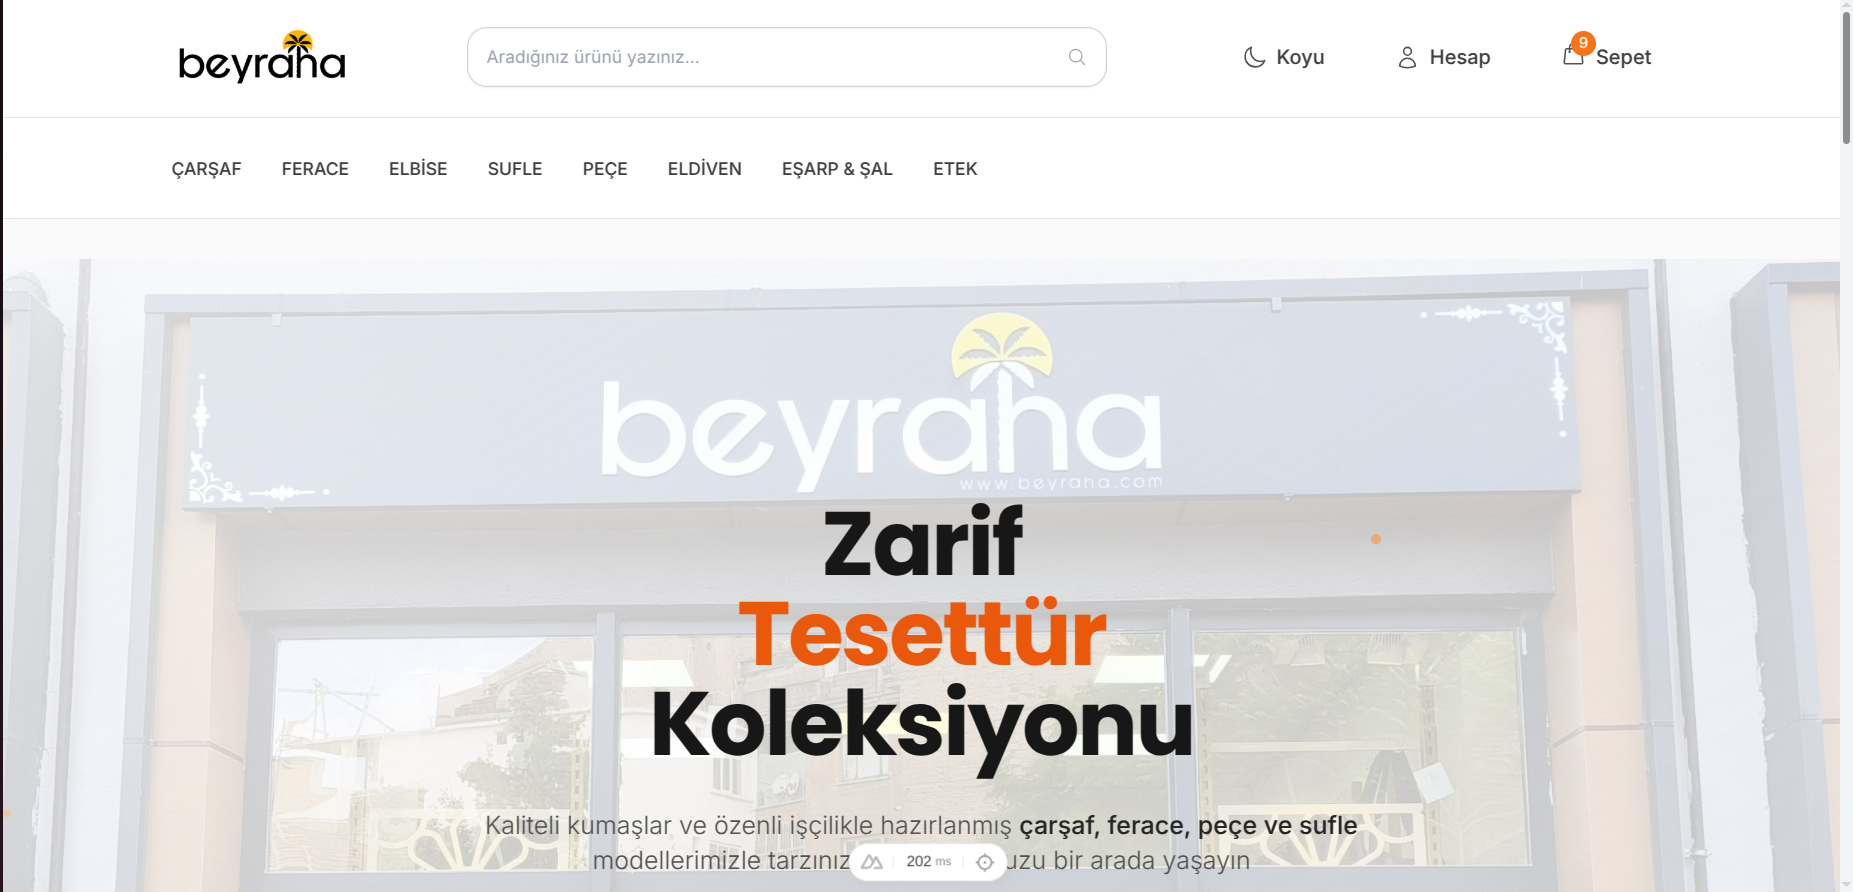 beyraha
Aradığınız ürünü yazınız...
Koyu
Hesap
9
Sepet
ÇARŞAF
FERACE
ELBİSE
SUFLE
PEÇE
ELDİVEN
EŞARP & ŞAL
ETEK
beyraha
www.beyraha.com
Zarif
Tesettür
Koleksiyonu
Kaliteli kumaşlar ve özenli işçilikle hazırlanmış çarşaf, ferace, peçe ve sufle
modellerimizle tarzınız uzu bir arada yaşayın
202 ms